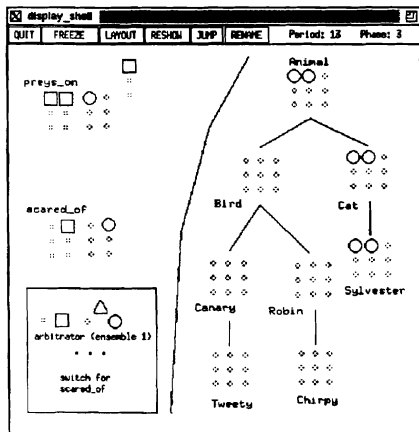 display_shell
QUIT FREEZE LAYOUT RESHOW JUMP RENAME Period: 13 Phase: 3
Animal
preys_on
Bird
Cat
scared_of
Sylvester
Canary
Robin
arbitrator (ensemble 1)
switch for
scared_of
Tweety
Chirpy